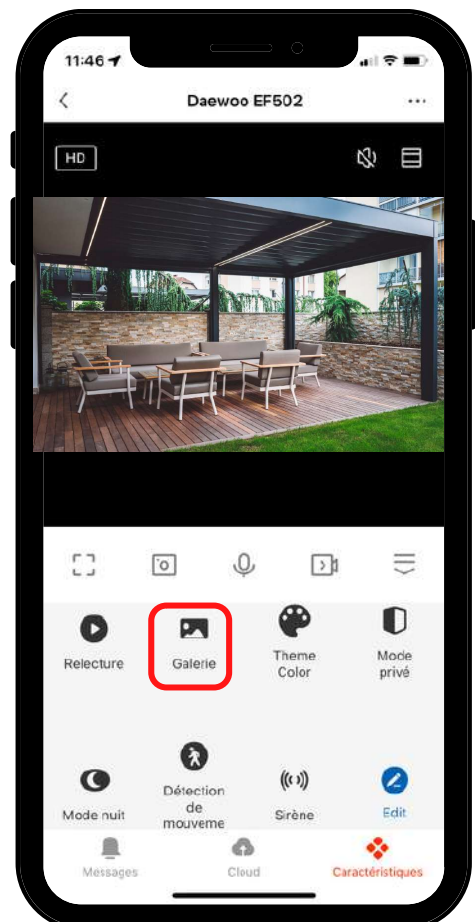 11:46
Daewoo EF502
HD
Relecture
Galerie
Theme
Color
Mode
privé
Mode nuit
Détection
de
mouveme
Sirène
Edit
Messages
Cloud
Caractéristiques